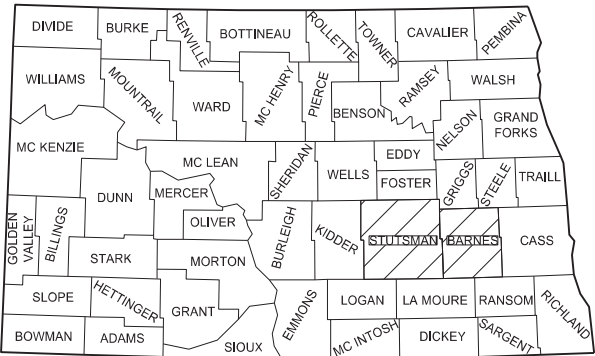 DIVIDE
BURKE
RENVILLE
BOTTINEAU
ROLLETTE
TOWNER
CAVALIER
PEMBINA
WILLIAMS
MOUNTRAIL
WARD
MC HENRY
PIERCE
BENSON
RAMSEY
WALSH
NELSON
GRAND
FORKS
MC KENZIE
MC LEAN
SHERIDAN
WELLS
EDDY
FOSTER
GRIGGS
STEELE
TRAILL
DUNN
MERCER
OLIVER
GOLDEN
VALLEY
BILLINGS
STARK
MORTON
BURLEIGH
KIDDER
STUTSMAN
BARNES
CASS
SLOPE
HETTINGER
GRANT
EMMONS
LOGAN
LA MOURE
RANSOM
RICHLAND
BOWMAN
ADAMS
SIOUX
MC INTOSH
DICKEY
SARGENT